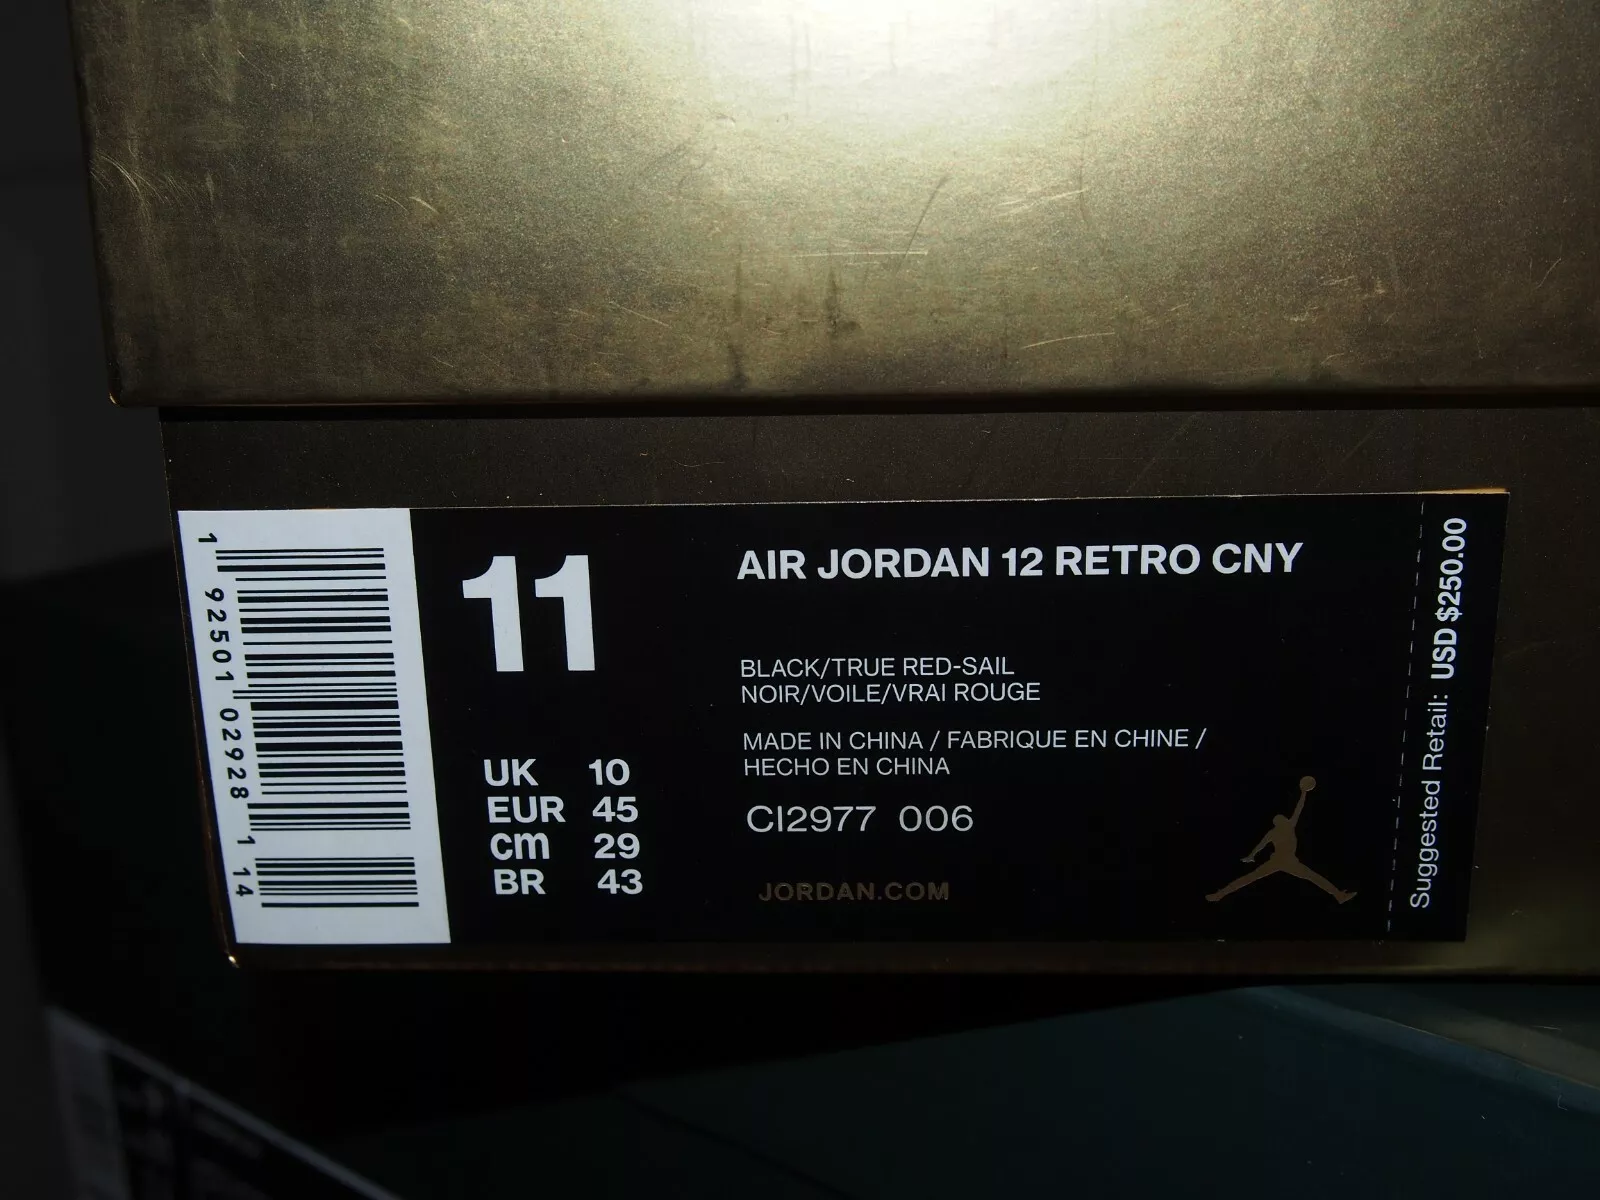 1 92501 02928 1 14
11
UK 10
EUR 45
cm 29
BR 43
AIR JORDAN 12 RETRO CNY
BLACK/TRUE RED-SAIL
NOIR/VOILE/VRAI ROUGE
MADE IN CHINA / FABRIQUE EN CHINE /
HECHO EN CHINA
CI2977 006
JORDAN.COM
Suggested Retail: USD $250.00